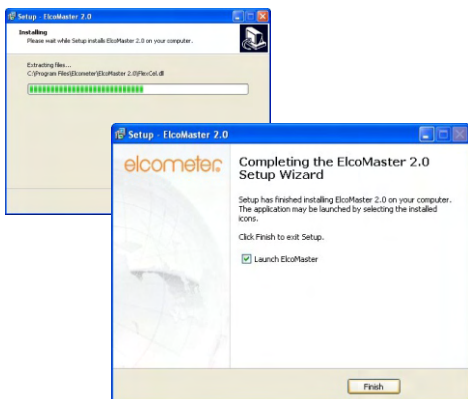 Setup - ElcoMaster 2.0
Installing
Please wait while Setup installs ElcoMaster 2.0 on your computer.
Extracting files...
C:\Program Files\Elcometer\ElcoMaster 2.0\FlexCel.dll
Setup - ElcoMaster 2.0
elcometer
Completing the ElcoMaster 2.0
Setup Wizard
Setup has finished installing ElcoMaster 2.0 on your computer.
The application may be launched by selecting the installed
icons.
Click Finish to exit Setup.
Launch ElcoMaster
Finish